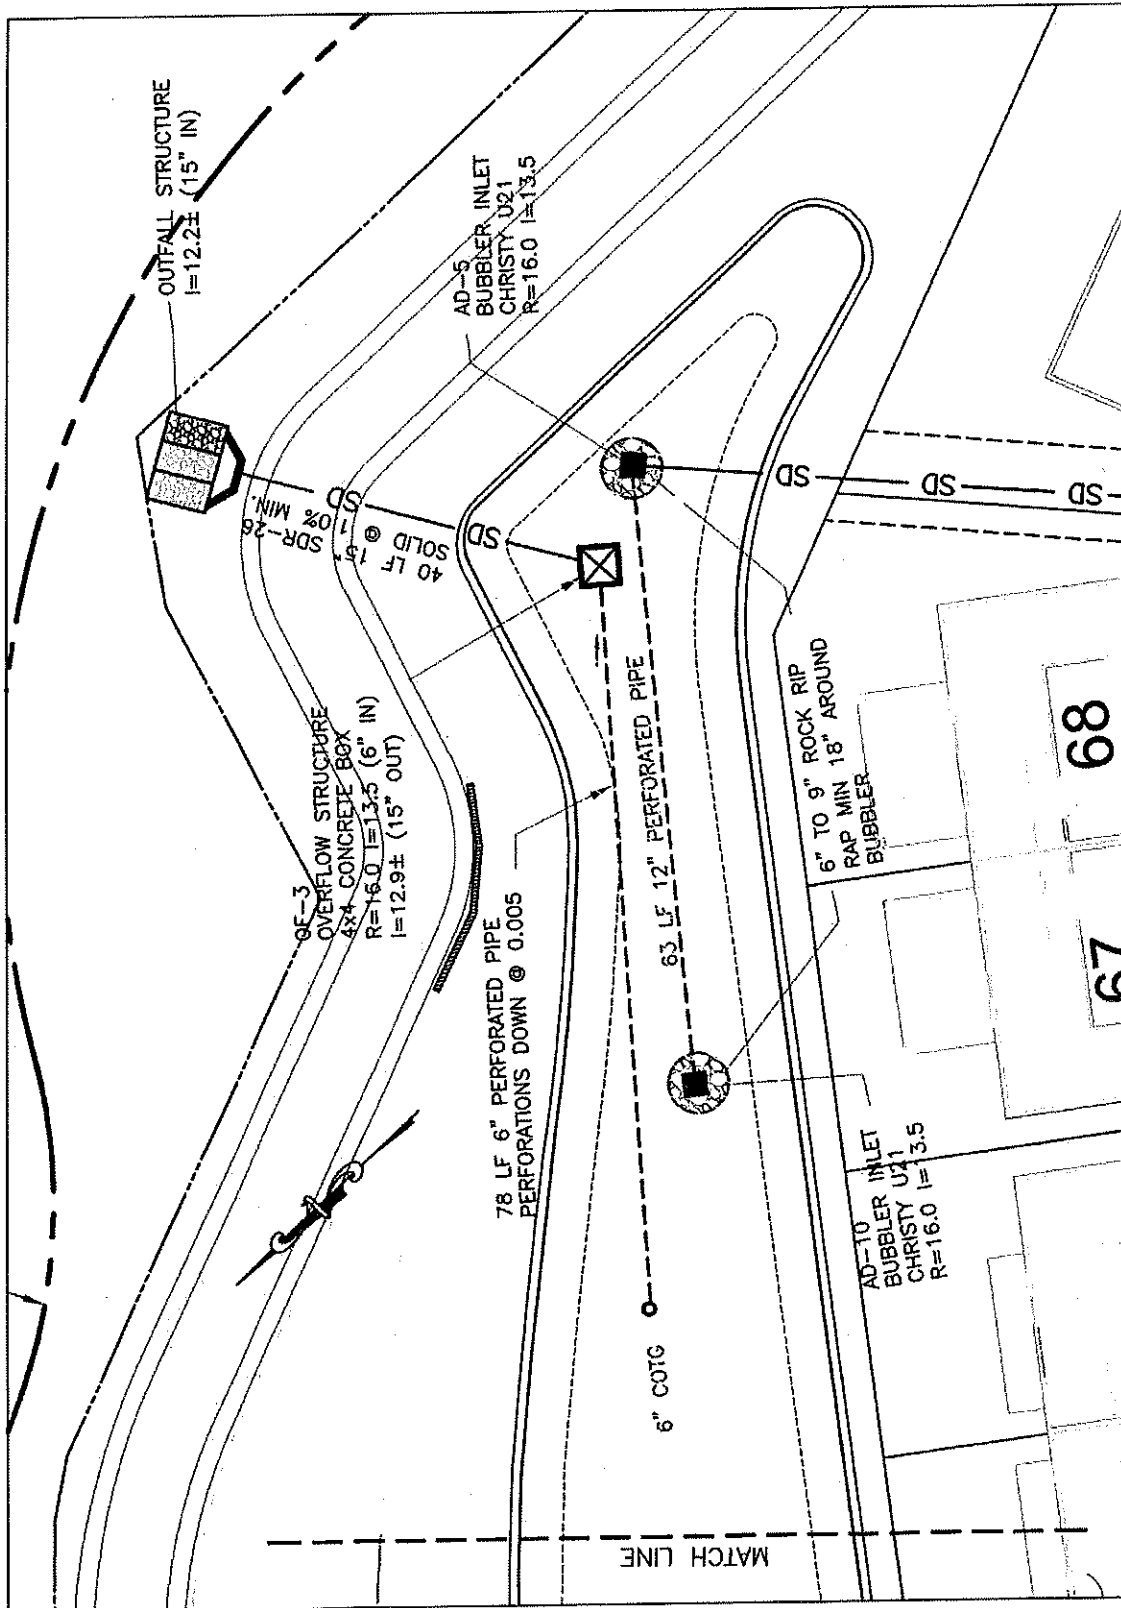 OUTFALL STRUCTURE
I=12.2± (15" IN)
AD-5
BUBBLER INLET
CHRISTY U21
R=16.0 I=13.5
SD
40 LF 15" SDR-26
SOLID @ 1.0% MIN.
SD
SD
SD
SD
OF-3
OVERFLOW STRUCTURE
4x4 CONCRETE BOX
R=16.0 I=13.5 (6" IN)
I=12.9± (15" OUT)
78 LF 6" PERFORATED PIPE
PERFORATIONS DOWN @ 0.005
63 LF 12" PERFORATED PIPE
6" TO 9" ROCK RIP
RAP MIN 18" AROUND
BUBBLER
68
67
AD-10
BUBBLER INLET
CHRISTY U21
R=16.0 I=13.5
6" COTG
MATCH LINE